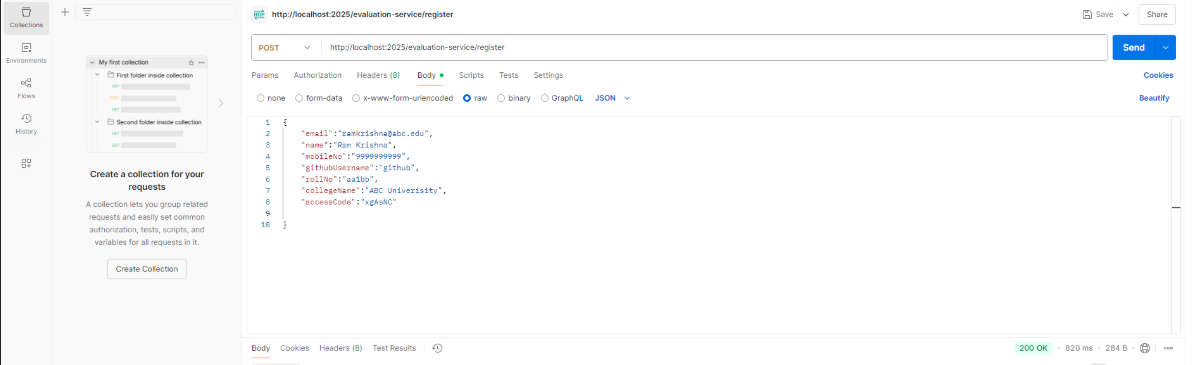 Collections
Environments
Flows
History
My first collection
First folder inside collection
GET
POST
GET
Second folder inside collection
GET
GET
Create a collection for your
requests
A collection lets you group related
requests and easily set common
authorization, tests, scripts, and
variables for all requests in it.
Create Collection
HTTP http://localhost:2025/evaluation-service/register
Save
Share
POST http://localhost:2025/evaluation-service/register
Send
Params Authorization Headers (8) Body Scripts Tests Settings
Cookies
none form-data x-www-form-urlencoded raw binary GraphQL JSON
Beautify
1 {
2 "email":"ramkrishna@abc.edu",
3 "name":"Ram Krishna",
4 "mobileNo":"9999999999",
5 "githubUsername":"github",
6 "rollNo":"aa1bb",
7 "collegeName":"ABC Univerisity",
8 "accessCode":"xgAsNC"
9
10 }
Body Cookies Headers (8) Test Results
200 OK 820 ms 284 B